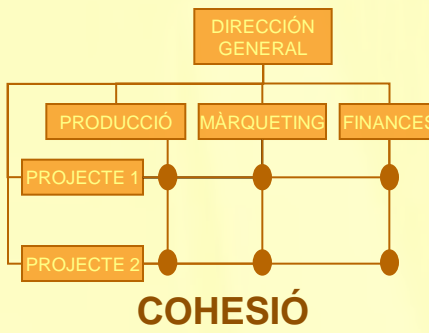 DIRECCIÓN
GENERAL
PRODUCCIÓ
MÀRQUETING
FINANCES
PROJECTE 1
PROJECTE 2
COHESIÓ